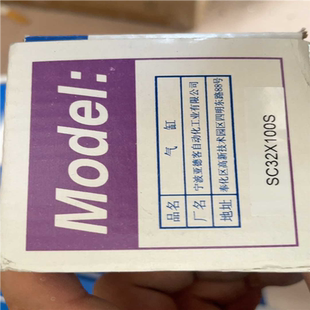 Model:
品名 气缸
厂名 宁波亚德客自动化工业有限公司
地址 奉化区高新技术园区四明东路88号
SC32X100S